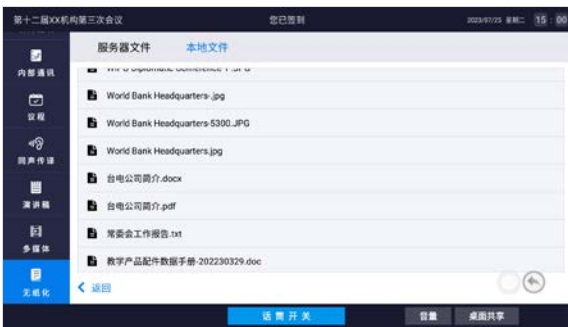 第十二届XX机构第三次会议 您已签到 2023/07/25 星期二 15:00
服务器文件 本地文件
内部通讯
议程
同声传译
演讲稿
多媒体
无纸化
World Bank Headquarters-.jpg
World Bank Headquarters-5300.JPG
World Bank Headquarters.jpg
台电公司简介.docx
台电公司简介.pdf
常委会工作报告.txt
教学产品配件数据手册-202230329.doc
返回
话筒开关 音量 桌面共享